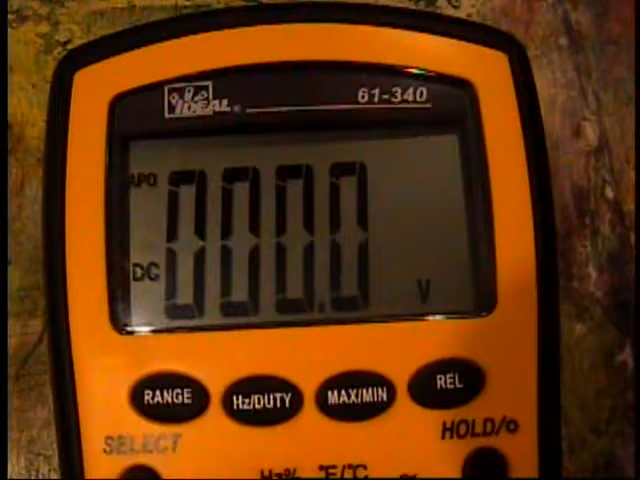 IDEAL®
61-340
APO
000.0
DC
V
RANGE
Hz/DUTY
MAX/MIN
REL
SELECT
HOLD/
Hz% °F/°C